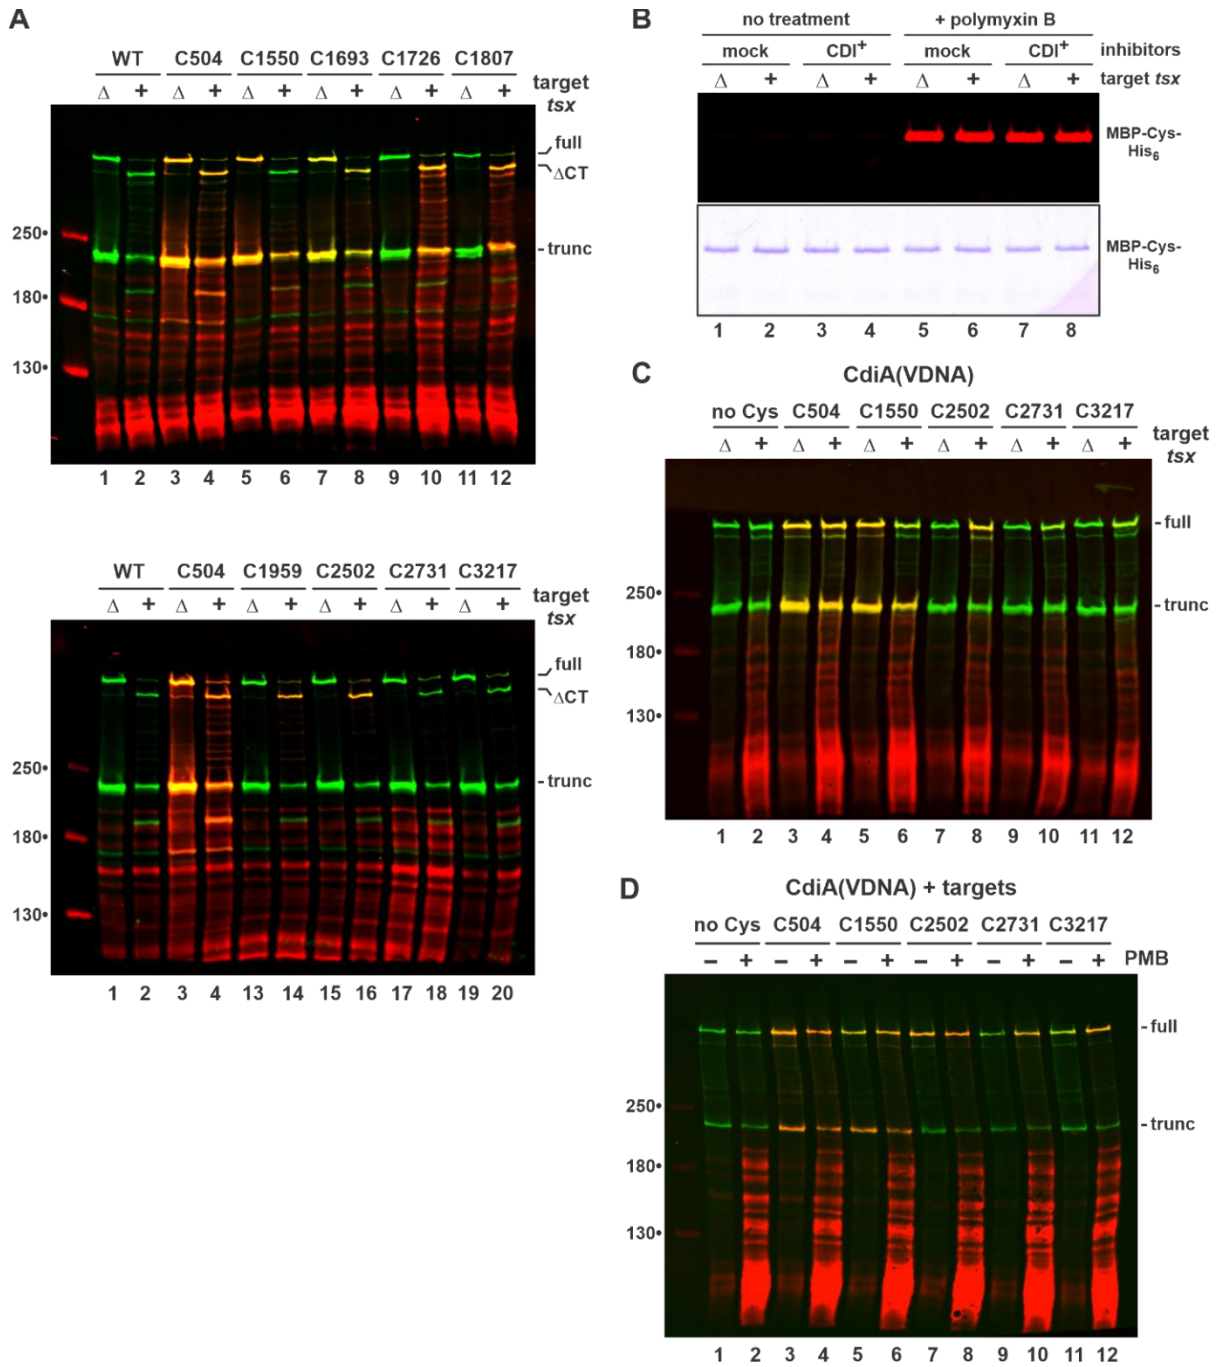 A
WT C504 C1550 C1693 C1726 C1807
target
Δ + Δ + Δ + Δ + Δ + Δ +
tsx
full
ΔCT
250•
trunc
180•
130•
1 2 3 4 5 6 7 8 9 10 11 12
WT C504 C1959 C2502 C2731 C3217
target
Δ + Δ + Δ + Δ + Δ + Δ +
tsx
full
ΔCT
250•
trunc
180•
130•
1 2 3 4 13 14 15 16 17 18 19 20
B
no treatment + polymyxin B
mock CDI+ mock CDI+ inhibitors
Δ + Δ + Δ + Δ + target tsx
MBP-Cys-
His6
MBP-Cys-
His6
1 2 3 4 5 6 7 8
C
CdiA(VDNA)
no Cys C504 C1550 C2502 C2731 C3217
target
Δ + Δ + Δ + Δ + Δ + Δ +
tsx
full
250•
trunc
180•
130•
1 2 3 4 5 6 7 8 9 10 11 12
D
CdiA(VDNA) + targets
no Cys C504 C1550 C2502 C2731 C3217
– + – + – + – + – + – + PMB
full
250•
trunc
180•
130•
1 2 3 4 5 6 7 8 9 10 11 12